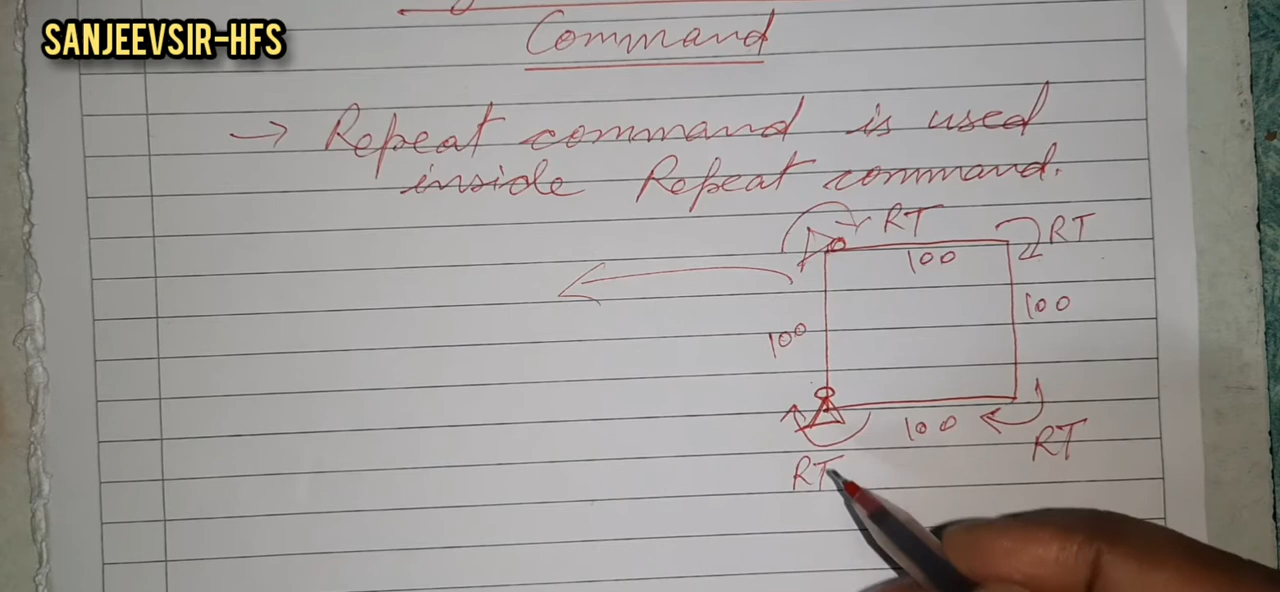 SANJEEVSIR-HFS
Command
→ Repeat command is used
inside Repeat command.
RT
RT
100
100
100
100
RT
RT